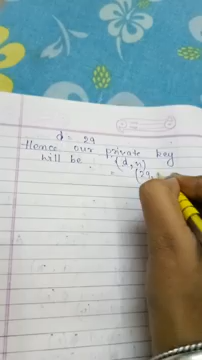 d = 29
Hence our private key
will be (d, n)
(29,